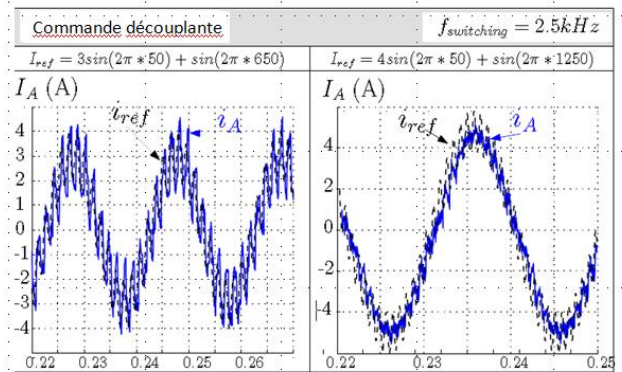 Commande découplante
f_switching = 2.5kHz
I_ref = 3sin(2π * 50) + sin(2π * 650)
I_ref = 4sin(2π * 50) + sin(2π * 1250)
I_A (A)
I_A (A)
i_ref
i_A
i_ref
i_A
4
3
2
1
0
-1
-2
-3
-4
0.22
0.23
0.24
0.25
0.26
4
2
0
-2
-4
0.22
0.23
0.24
0.25